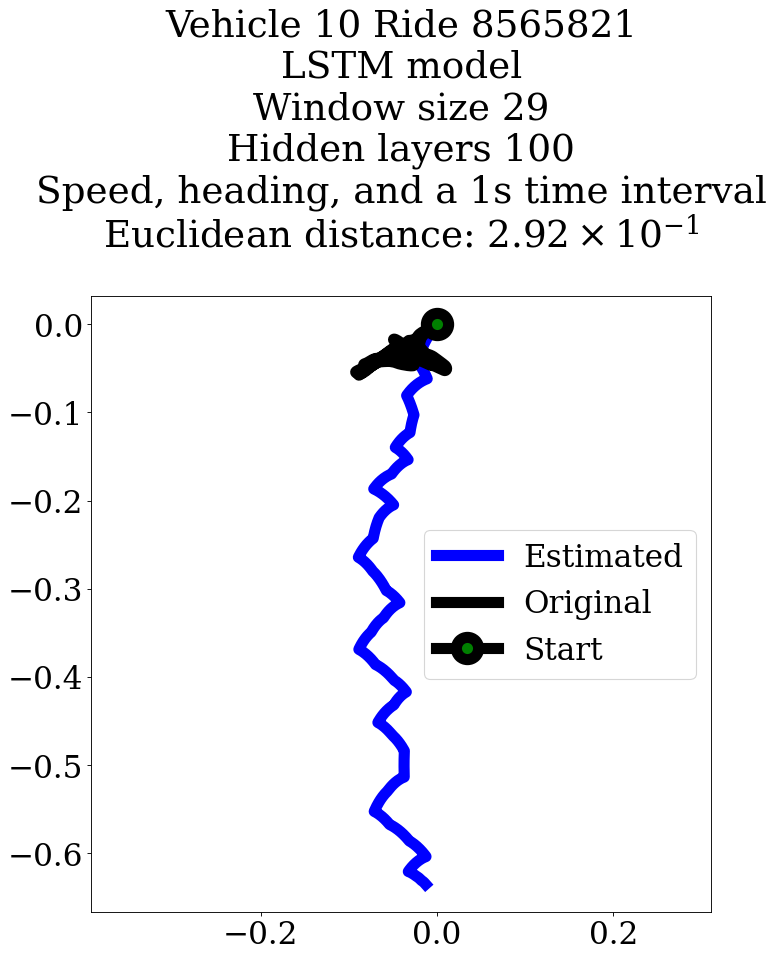 Vehicle 10 Ride 8565821
LSTM model
Window size 29
Hidden layers 100
Speed, heading, and a 1s time interval
Euclidean distance: 2.92 × 10⁻¹
0.0
−0.1
−0.2
−0.3
−0.4
−0.5
−0.6
Estimated
Original
Start
−0.2
0.0
0.2